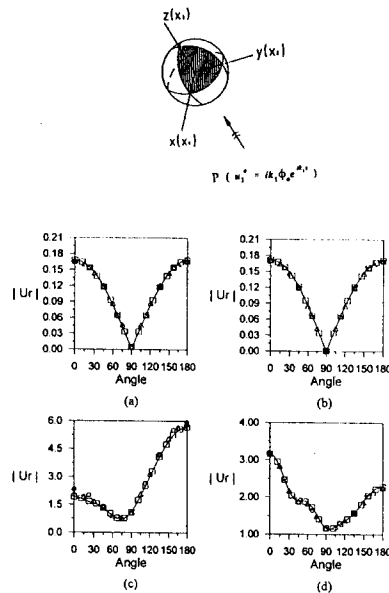 z(x₃)
y(x₂)
x(x₁)
P ( u₃ᵒ = ik₁ϕₒe
| Ur |
0.21
0.18
0.15
0.12
0.09
0.06
0.03
0.00
0 30 60 90 120 150 180
Angle
(a)
| Ur |
0.21
0.18
0.15
0.12
0.09
0.06
0.03
0.00
0 30 60 90 120 150 180
Angle
(b)
| Ur |
6.0
4.5
3.0
1.5
0.0
0 30 60 90 120 150 180
Angle
(c)
| Ur |
4.00
3.00
2.00
1.00
0 30 60 90 120 150 180
Angle
(d)